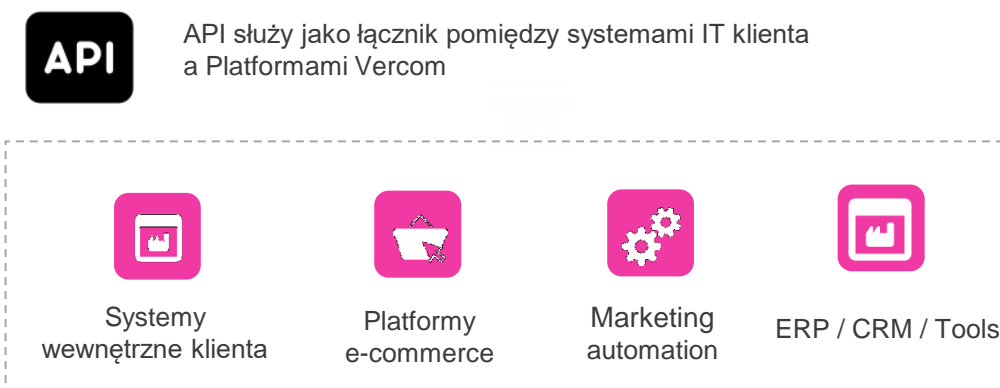 API
API służy jako łącznik pomiędzy systemami IT klienta
a Platformami Vercom
Systemy
wewnętrzne klienta
Platformy
e-commerce
Marketing
automation
ERP / CRM / Tools